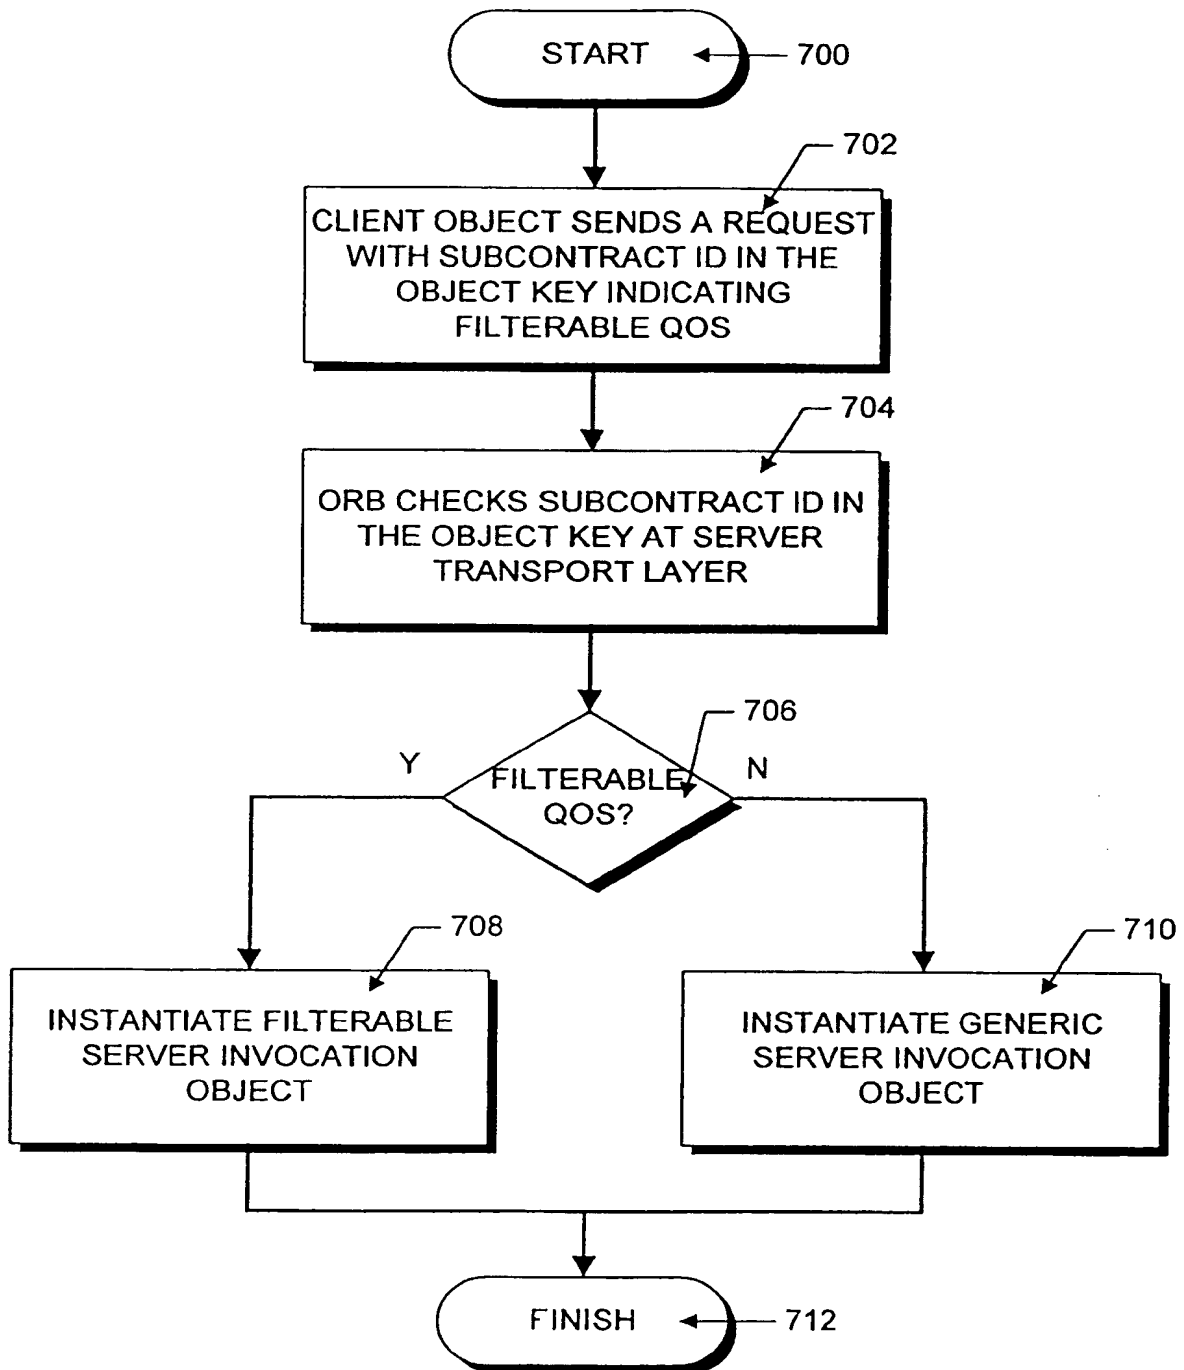 START
700
702
CLIENT OBJECT SENDS A REQUEST
WITH SUBCONTRACT ID IN THE
OBJECT KEY INDICATING
FILTERABLE QOS
704
ORB CHECKS SUBCONTRACT ID IN
THE OBJECT KEY AT SERVER
TRANSPORT LAYER
706
Y
N
FILTERABLE
QOS?
708
710
INSTANTIATE FILTERABLE
SERVER INVOCATION
OBJECT
INSTANTIATE GENERIC
SERVER INVOCATION
OBJECT
FINISH
712